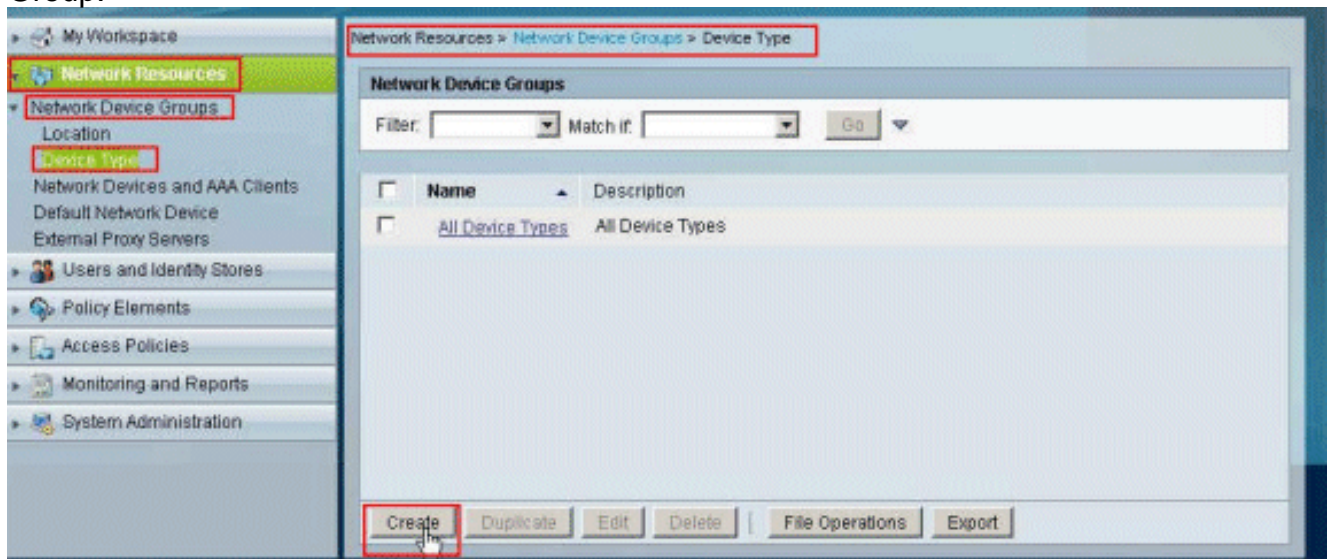 Group.
My Workspace
Network Resources
Network Device Groups
Location
Device Type
Network Devices and AAA Clients
Default Network Device
External Proxy Servers
Users and Identity Stores
Policy Elements
Access Policies
Monitoring and Reports
System Administration
Network Resources > Network Device Groups > Device Type
Network Device Groups
Filter: Match if: Go
Name Description
All Device Types All Device Types
Create Duplicate Edit Delete | File Operations Export